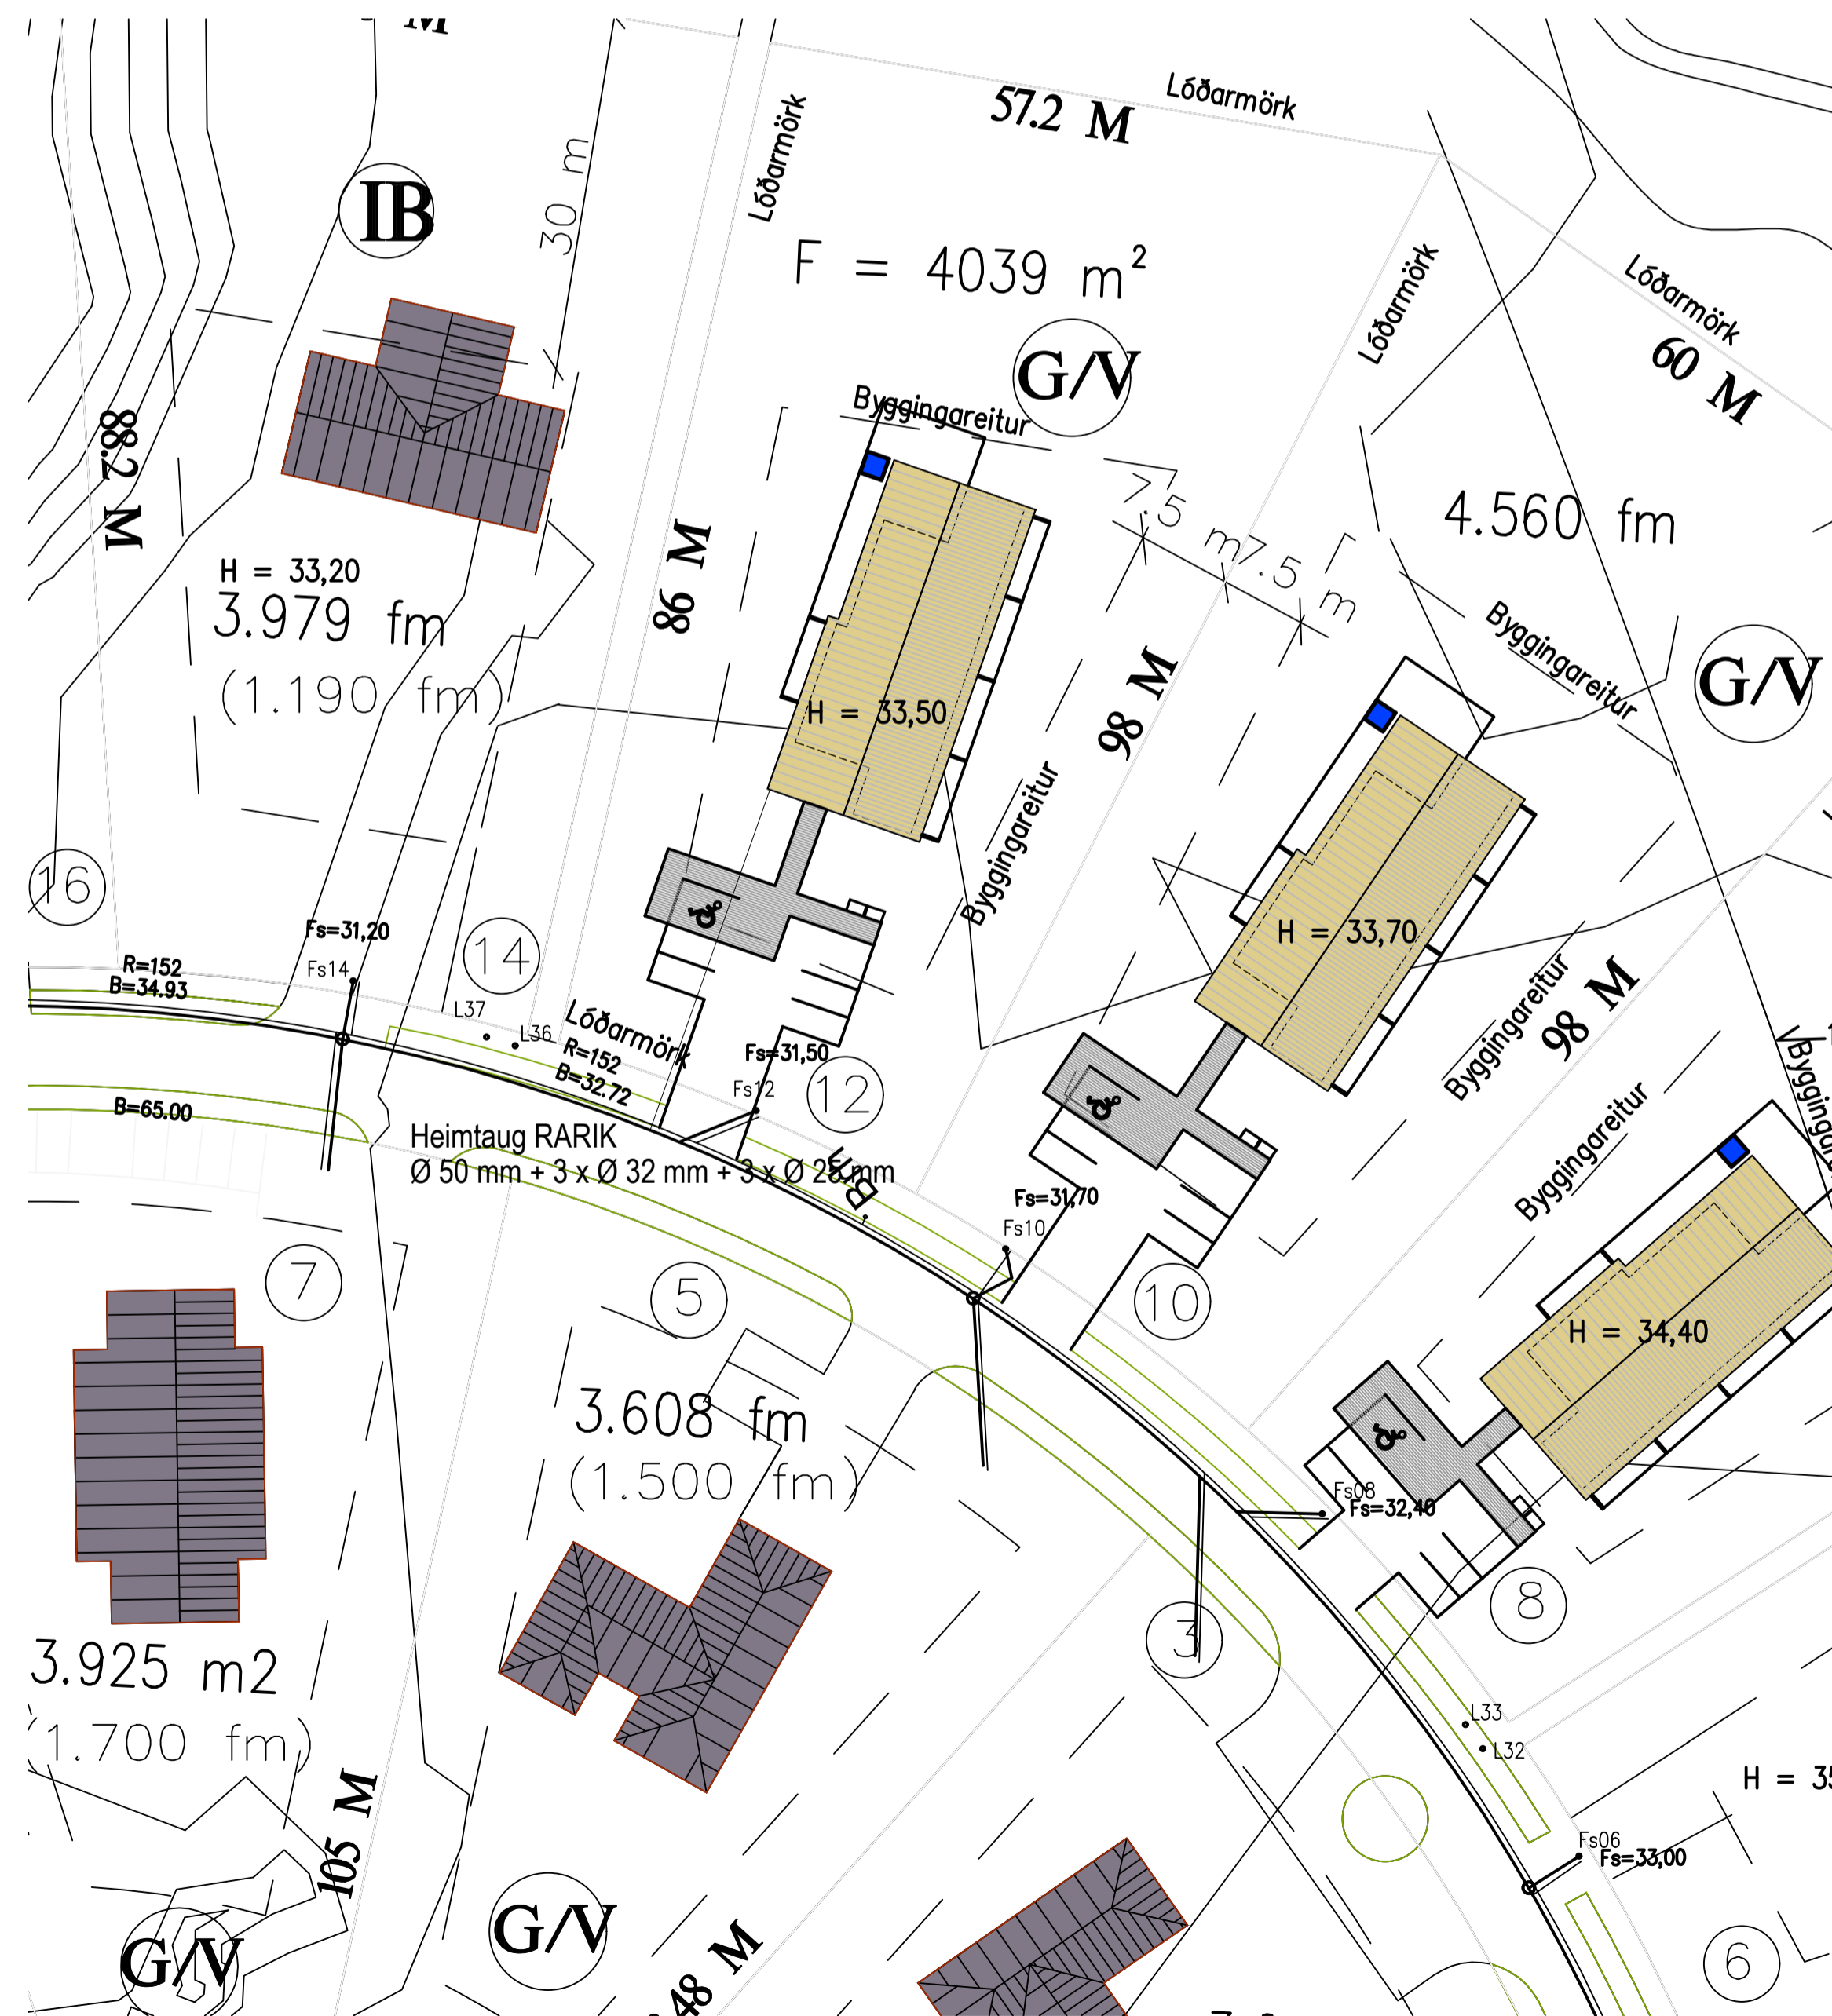 M
57.2 M
Lóðarmörk
Lóðarmörk
IB
30 m
F = 4039 m²
Lóðarmörk
Lóðarmörk
60 M
G/V
Byggingareitur
88.2 M
7.5 m
7.5 m
4.560 fm
86 M
H = 33,20
3.979 fm
(1.190 fm)
Byggingareitur
G/V
98 M
H = 33,50
Byggingareitur
16
Fs=31,20
Fs14
14
H = 33,70
Byggingareitur
98 M
R=152
B=34.93
L37
L36
Lóðarmörk
R=152
B=32.72
Fs=31,50
Fs12
12
B=65.00
Heimtaug RARIK
Ø 50 mm + 3 x Ø 32 mm + 3 x Ø 25 mm
Byggingareitur
Fs=31,70
Fs10
10
7
5
H = 34,40
3.608 fm
(1.500 fm)
Fs08
Fs=32,40
8
3
3.925 m2
(1.700 fm)
L33
L32
105 M
H = 35
Fs06
Fs=33,00
G/V
G/V
48 M
6